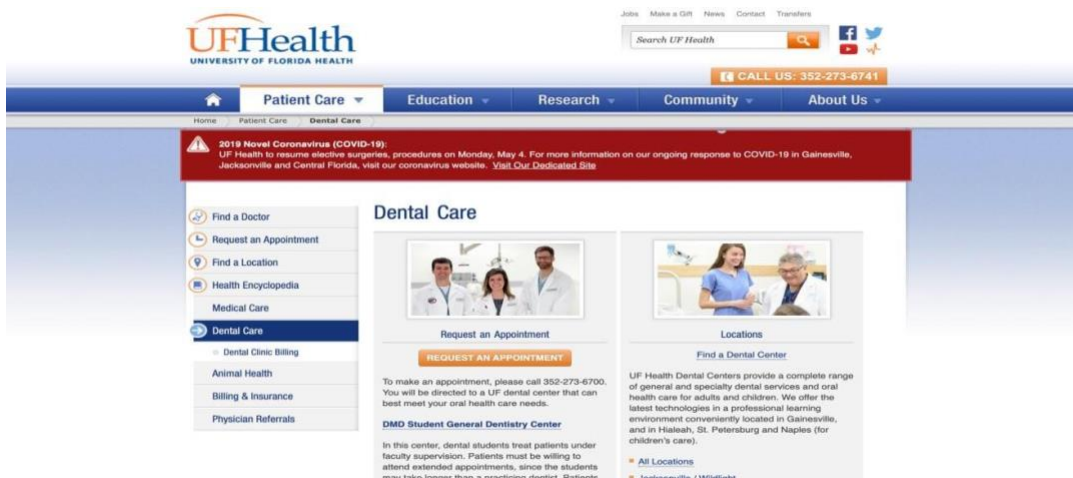 Jobs Make a Gift News Contact Transfers
UFHealth
UNIVERSITY OF FLORIDA HEALTH
Search UF Health
CALL US: 352-273-6741
Patient Care Education Research Community About Us
Home Patient Care Dental Care
2019 Novel Coronavirus (COVID-19):
UF Health to resume elective surgeries, procedures on Monday, May 4. For more information on our ongoing response to COVID-19 in Gainesville,
Jacksonville and Central Florida, visit our coronavirus website. Visit Our Dedicated Site
Find a Doctor
Request an Appointment
Find a Location
Health Encyclopedia
Medical Care
Dental Care
Dental Clinic Billing
Animal Health
Billing & Insurance
Physician Referrals
Dental Care
Request an Appointment
REQUEST AN APPOINTMENT
To make an appointment, please call 352-273-6700.
You will be directed to a UF dental center that can
best meet your oral health care needs.
DMD Student General Dentistry Center
In this center, dental students treat patients under
faculty supervision. Patients must be willing to
attend extended appointments, since the students
may take longer than a practicing dentist. Patients
Locations
Find a Dental Center
UF Health Dental Centers provide a complete range
of general and specialty dental services and oral
health care for adults and children. We offer the
latest technologies in a professional learning
environment conveniently located in Gainesville,
and in Hialeah, St. Petersburg and Naples (for
children's care).
All Locations
Jacksonville / Wildlight